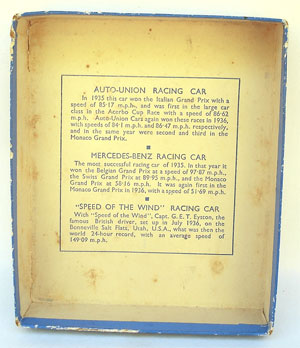 AUTO-UNION RACING CAR
In 1935 this car won the Italian Grand Prix with a
speed of 85·17 m.p.h., and was first in the large car
class in the Acerbo Cup Race with a speed of 86·62
m.p.h. Auto-Union Cars again won these races in 1936,
with speeds of 84·1 m.p.h. and 86·47 m.p.h. respectively,
and in the same year were second and third in the
Monaco Grand Prix.
MERCEDES-BENZ RACING CAR
The most successful racing car of 1935. In that year it
won the Belgian Grand Prix at a speed of 97·87 m.p.h.,
the Swiss Grand Prix at 89·95 m.p.h., and the Monaco
Grand Prix at 58·16 m.p.h. It was again first in the
Monaco Grand Prix in 1936, with a speed of 51·69 m.p.h.
"SPEED OF THE WIND" RACING CAR
With "Speed of the Wind", Capt. G. E. T. Eyston, the
famous British driver, set up in July 1936, on the
Bonneville Salt Flats, Utah, U.S.A., what was then the
world 24-hour record, with an average speed of
149·09 m.p.h.